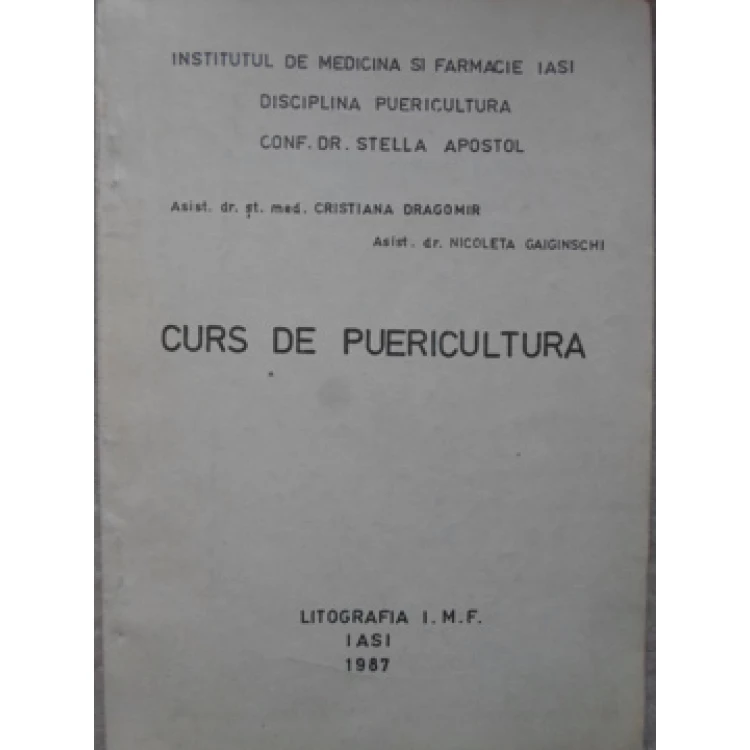 INSTITUTUL DE MEDICINA SI FARMACIE IASI
DISCIPLINA PUERICULTURA
CONF. DR. STELLA APOSTOL
Asist. dr. șt. med. CRISTIANA DRAGOMIR
Asist. dr. NICOLETA GAIGINSCHI
CURS DE PUERICULTURA
LITOGRAFIA I.M.F.
IASI
1987